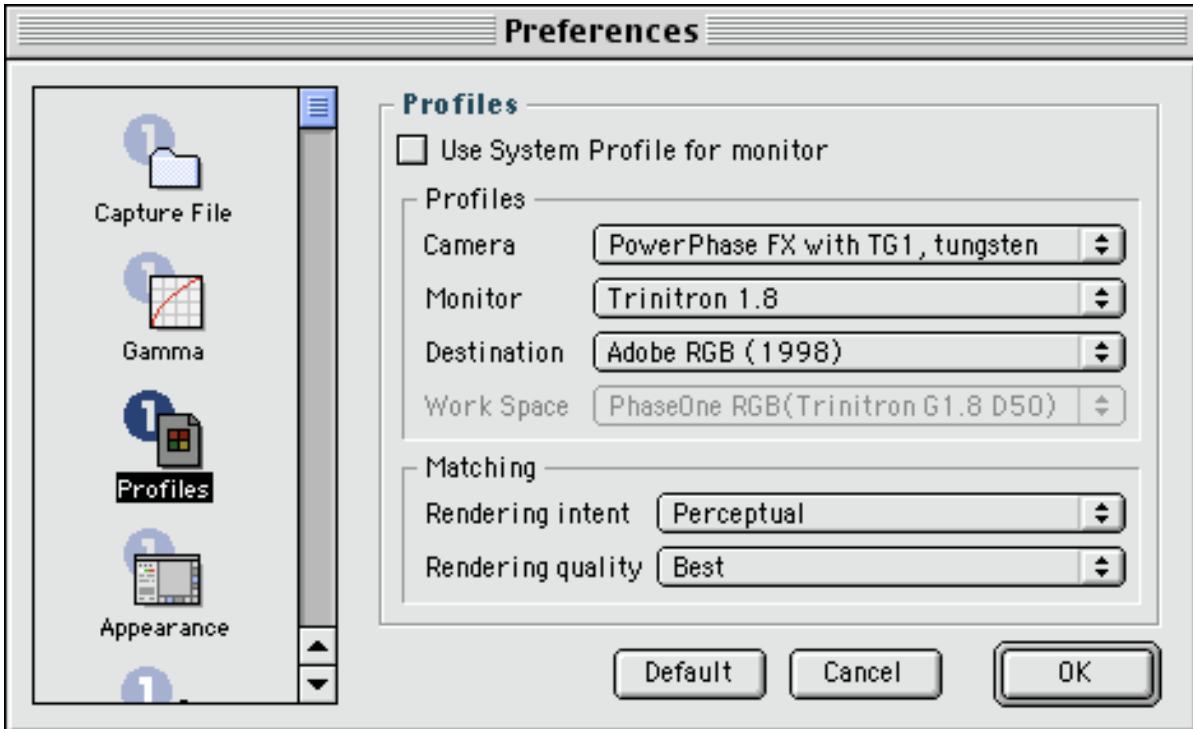 Preferences
Capture File
Gamma
Profiles
Appearance
Profiles
Use System Profile for monitor
Profiles
Camera PowerPhase FX with TG1, tungsten
Monitor Trinitron 1.8
Destination Adobe RGB (1998)
Work Space PhaseOne RGB(Trinitron G1.8 D50)
Matching
Rendering intent Perceptual
Rendering quality Best
Default Cancel OK